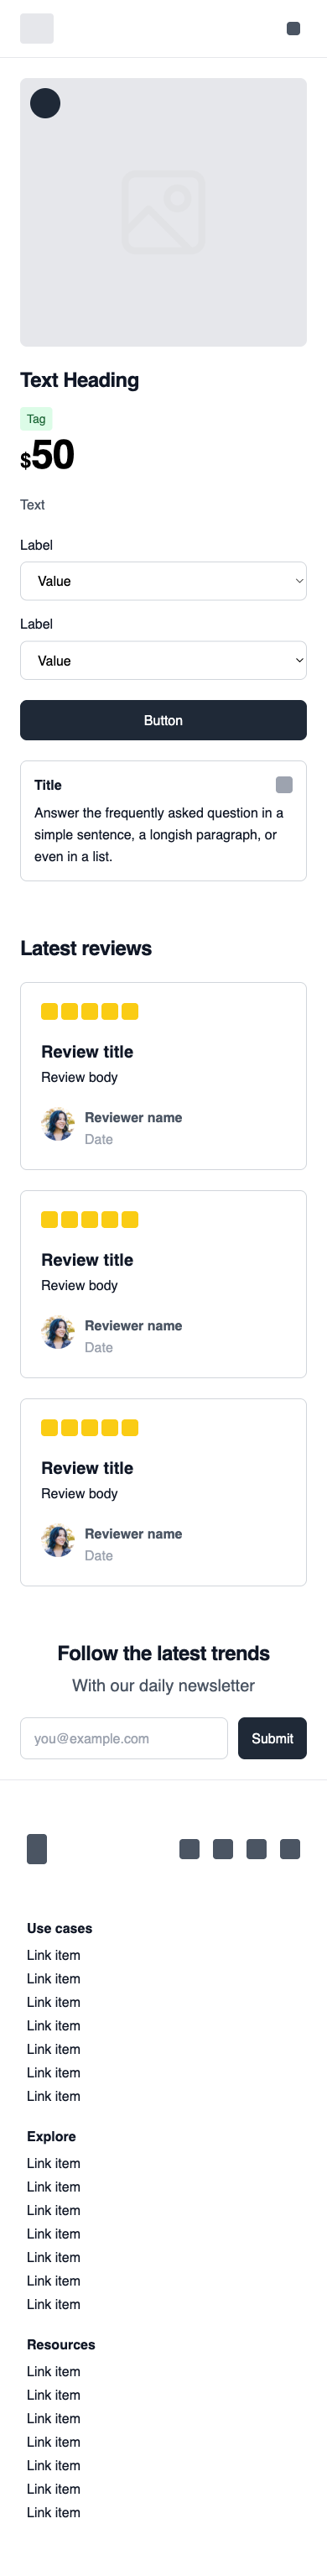 Text Heading
Tag
$50
Text
Label
Value
Label
Value
Button
Title
Answer the frequently asked question in a
simple sentence, a longish paragraph, or
even in a list.
Latest reviews
Review title
Review body
Reviewer name
Date
Review title
Review body
Reviewer name
Date
Review title
Review body
Reviewer name
Date
Follow the latest trends
With our daily newsletter
you@example.com
Submit
Use cases
Link item
Link item
Link item
Link item
Link item
Link item
Link item
Explore
Link item
Link item
Link item
Link item
Link item
Link item
Link item
Resources
Link item
Link item
Link item
Link item
Link item
Link item
Link item